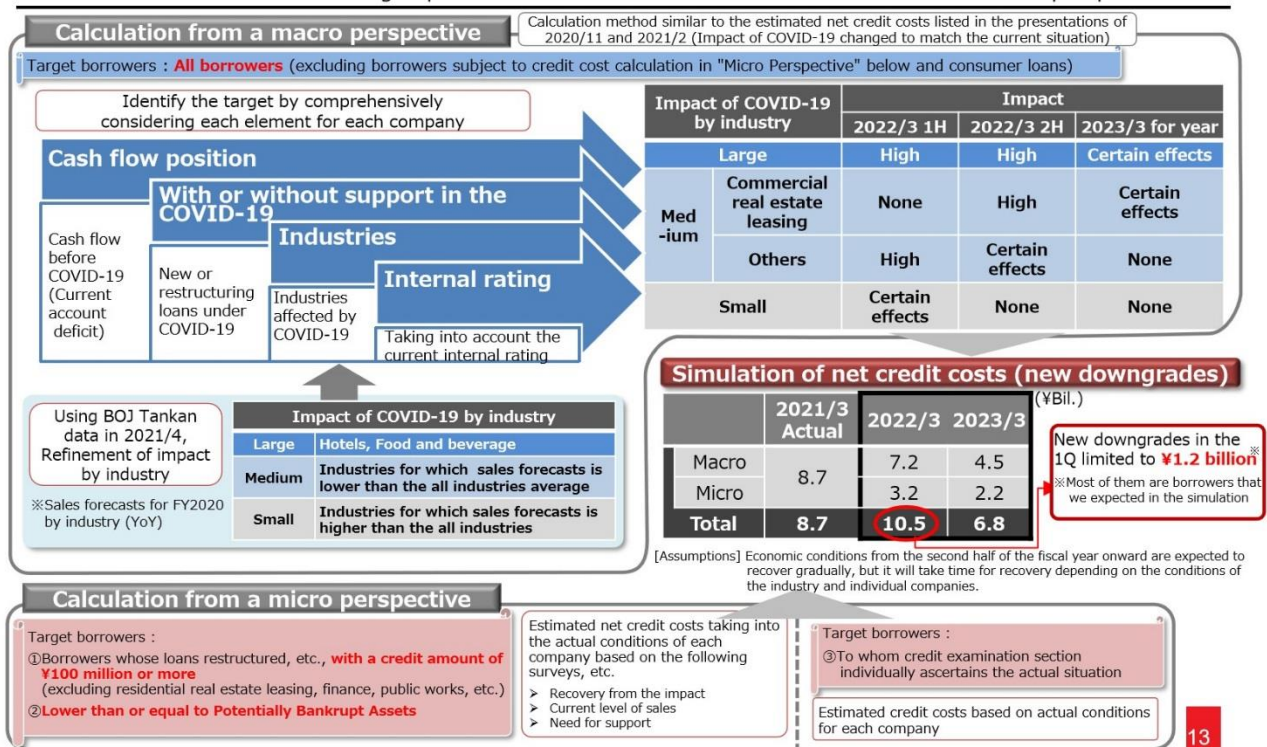 Calculation from a macro perspective
Calculation method similar to the estimated net credit costs listed in the presentations of
2020/11 and 2021/2 (Impact of COVID-19 changed to match the current situation)
Target borrowers : All borrowers (excluding borrowers subject to credit cost calculation in "Micro Perspective" below and consumer loans)
Identify the target by comprehensively
considering each element for each company
Cash flow position
With or without support in the
COVID-19
Industries
Internal rating
Cash flow
before
COVID-19
(Current
account
deficit)
New or
restructuring
loans under
COVID-19
Industries
affected by
COVID-19
Taking into account the
current internal rating
Impact of COVID-19
by industry
Impact
2022/3 1H
2022/3 2H
2023/3 for year
Large
High
High
Certain effects
Med
-ium
Commercial
real estate
leasing
None
High
Certain
effects
Others
High
Certain
effects
None
Small
Certain
effects
None
None
Using BOJ Tankan
data in 2021/4,
Refinement of impact
by industry
※Sales forecasts for FY2020
by industry (YoY)
Impact of COVID-19 by industry
Large
Hotels, Food and beverage
Medium
Industries for which sales forecasts is
lower than the all industries average
Small
Industries for which sales forecasts is
higher than the all industries
Simulation of net credit costs (new downgrades)
(¥Bil.)
2021/3
Actual
2022/3
2023/3
Macro
8.7
7.2
4.5
Micro
3.2
2.2
Total
8.7
10.5
6.8
New downgrades in the
1Q limited to ¥1.2 billion※
※Most of them are borrowers that
we expected in the simulation
[Assumptions] Economic conditions from the second half of the fiscal year onward are expected to
recover gradually, but it will take time for recovery depending on the conditions of
the industry and individual companies.
Calculation from a micro perspective
Target borrowers :
①Borrowers whose loans restructured, etc., with a credit amount of
¥100 million or more
(excluding residential real estate leasing, finance, public works, etc.)
②Lower than or equal to Potentially Bankrupt Assets
Estimated net credit costs taking into
the actual conditions of each
company based on the following
surveys, etc.
➢ Recovery from the impact
➢ Current level of sales
➢ Need for support
Target borrowers :
③To whom credit examination section
individually ascertains the actual situation
Estimated credit costs based on actual conditions
for each company
13